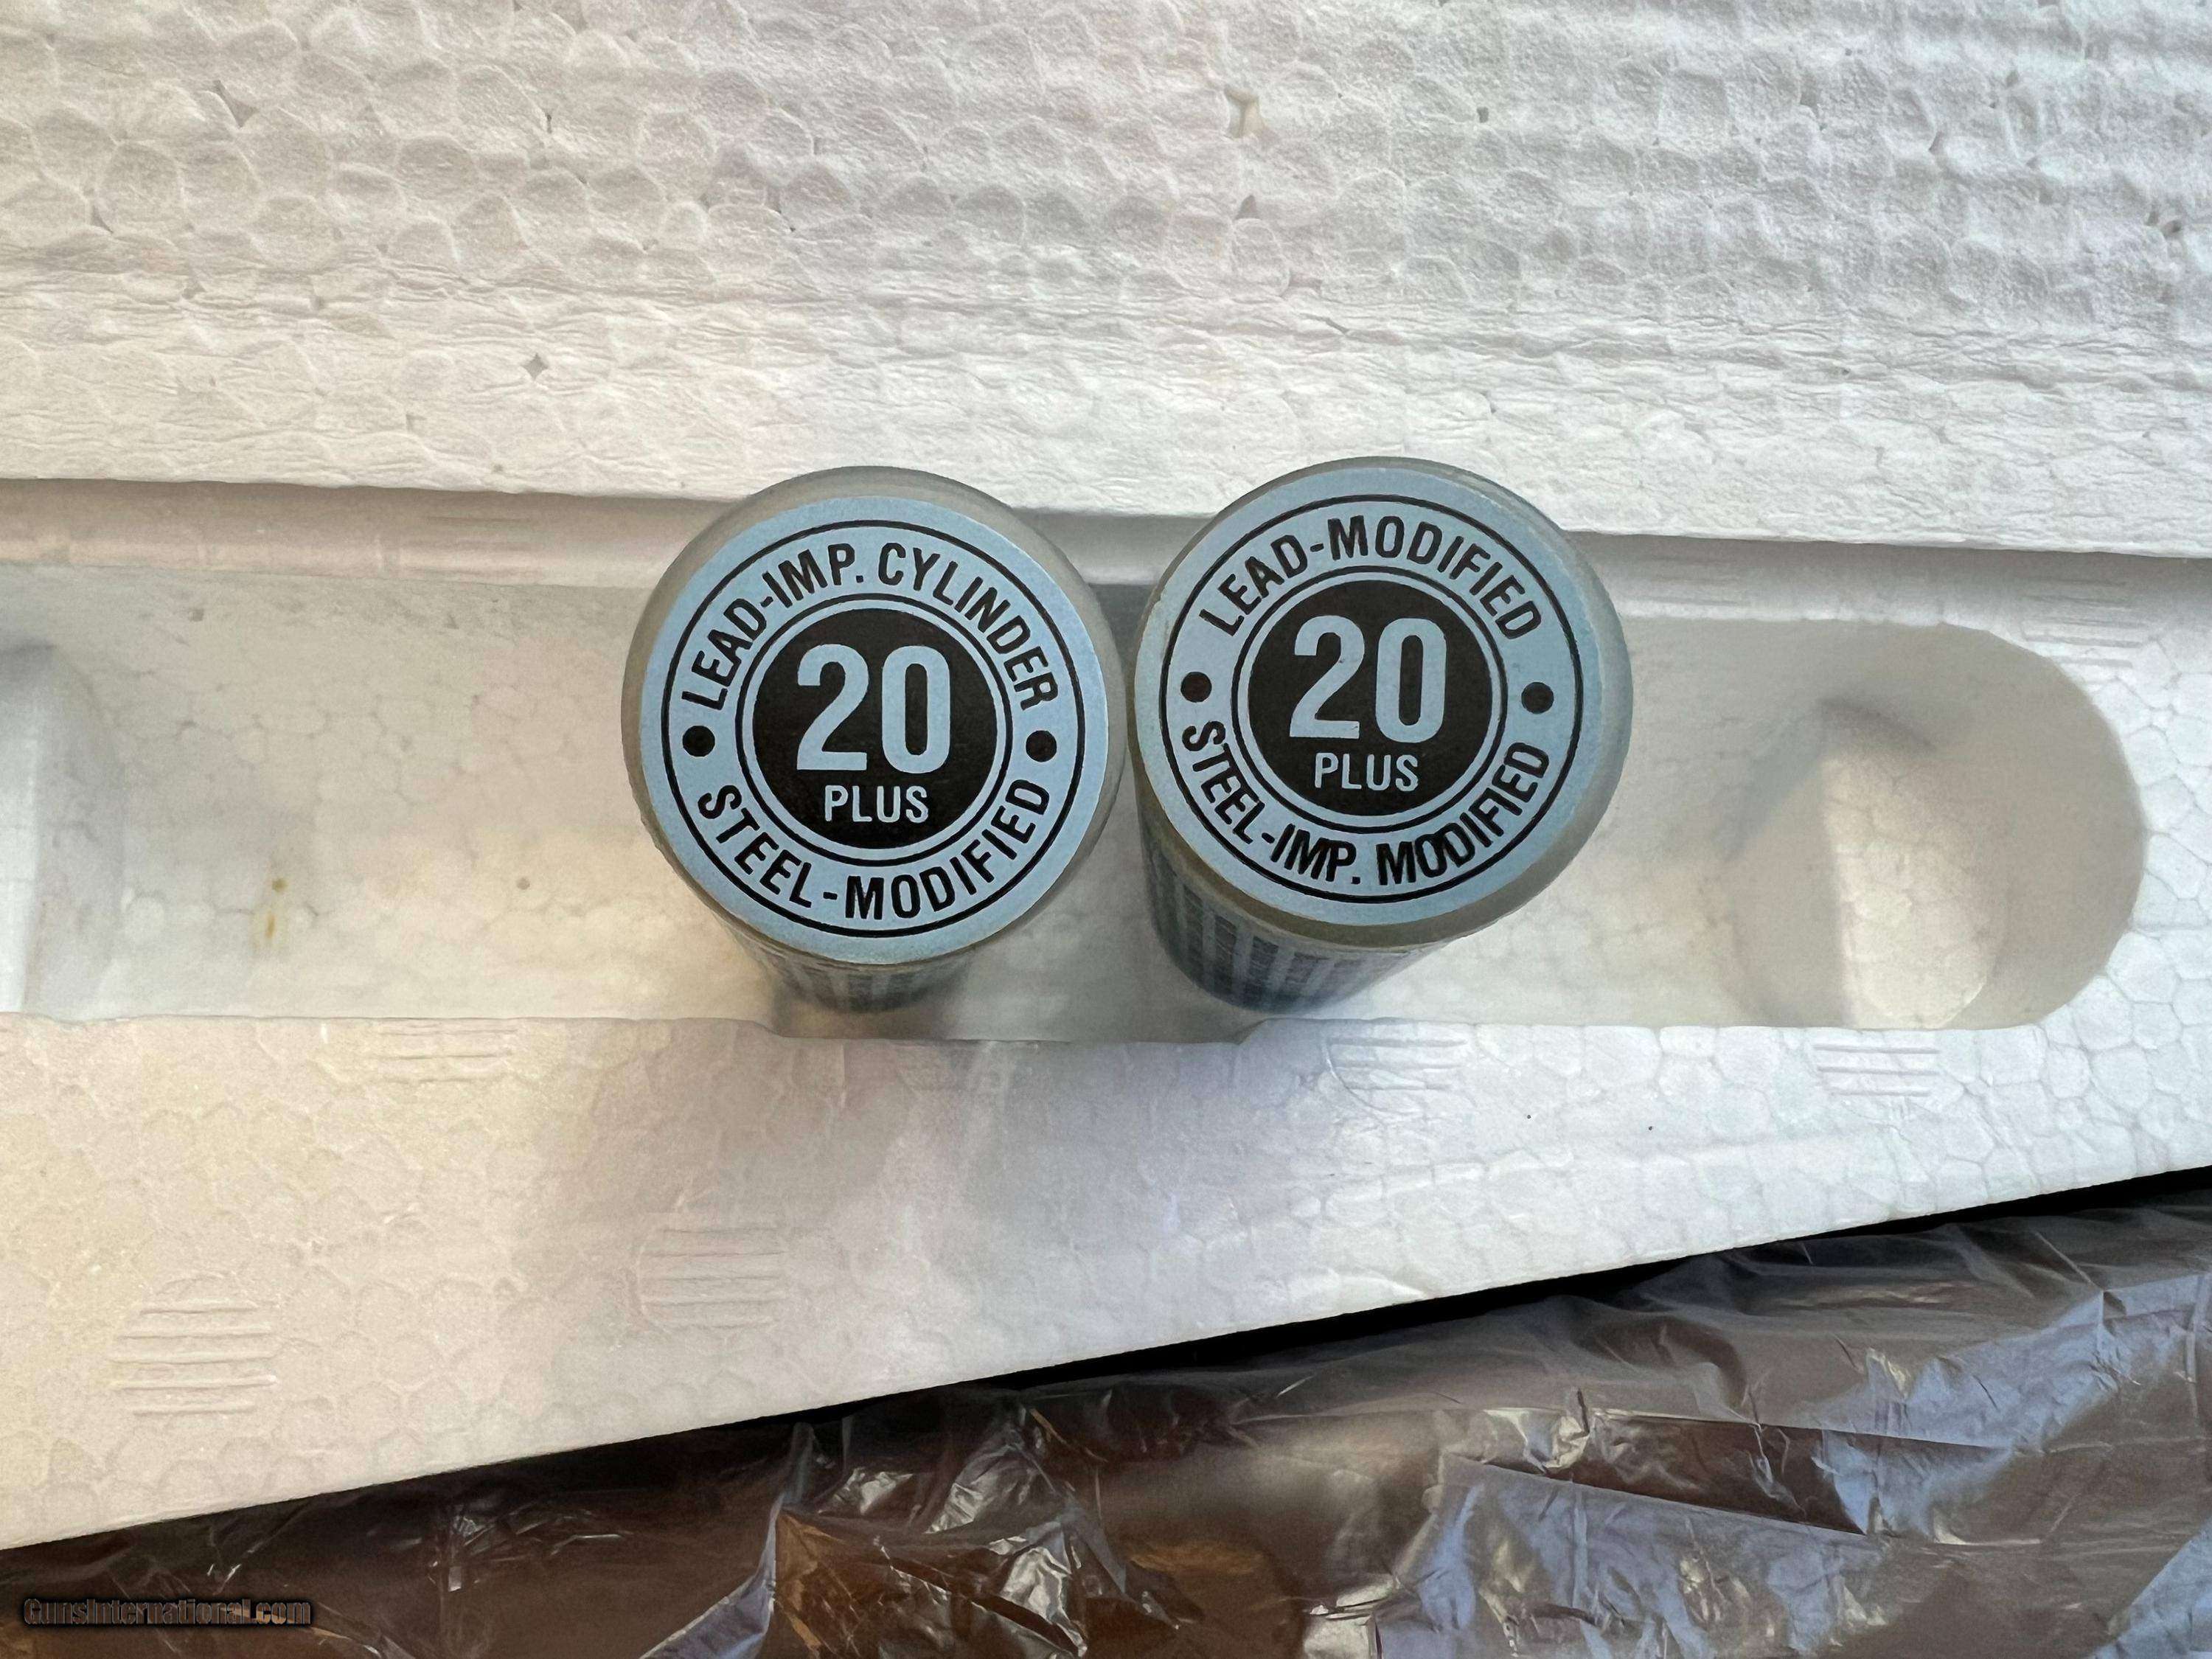 LEAD-IMP. CYLINDER
20
PLUS
STEEL-MODIFIED
LEAD-MODIFIED
20
PLUS
STEEL-IMP. MODIFIED
GunsInternational.com